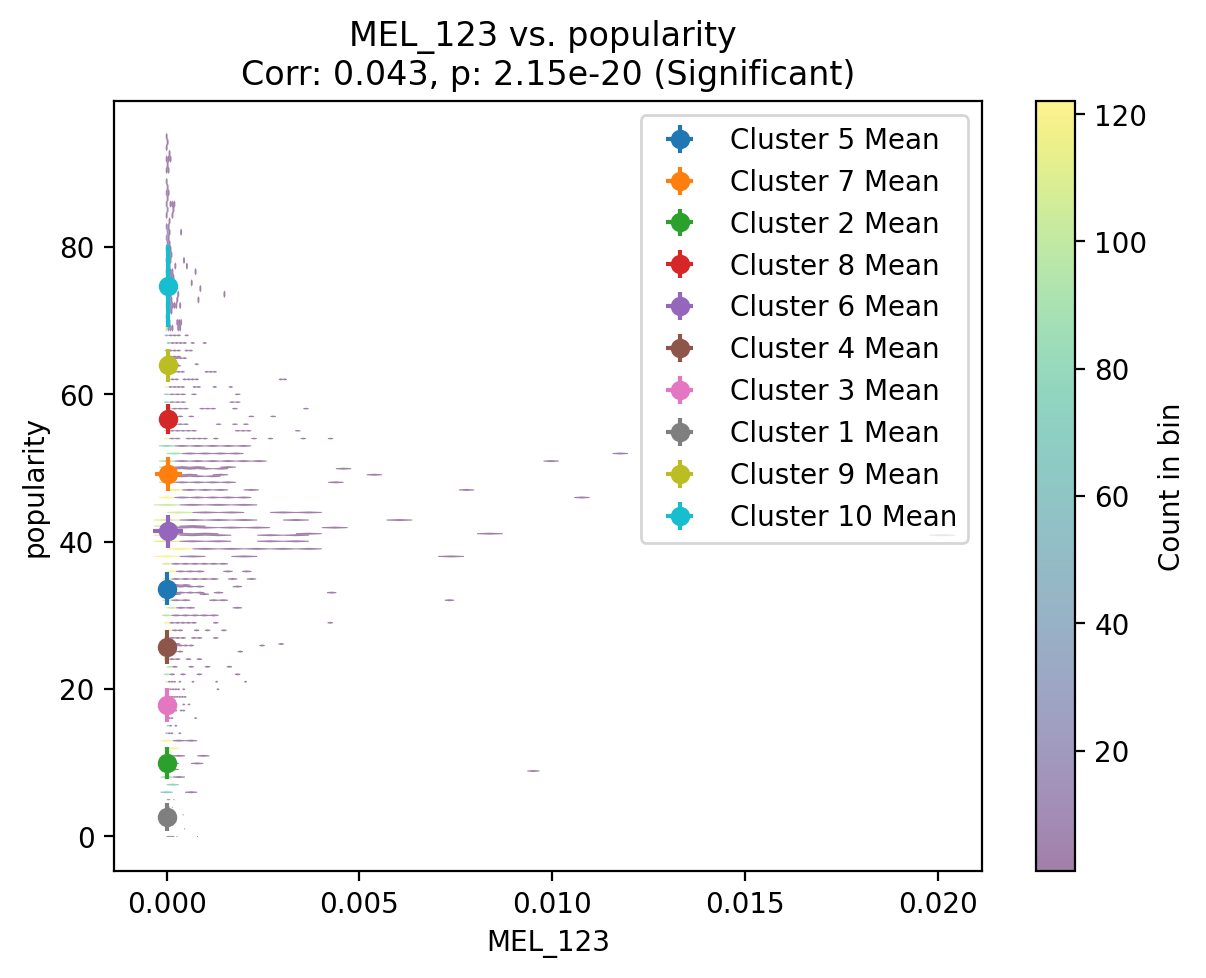 MEL_123 vs. popularity
Corr: 0.043, p: 2.15e-20 (Significant)
Cluster 5 Mean
Cluster 7 Mean
Cluster 2 Mean
Cluster 8 Mean
Cluster 6 Mean
Cluster 4 Mean
Cluster 3 Mean
Cluster 1 Mean
Cluster 9 Mean
Cluster 10 Mean
80
60
40
20
0
popularity
0.000
0.005
0.010
0.015
0.020
MEL_123
120
100
80
60
40
20
Count in bin